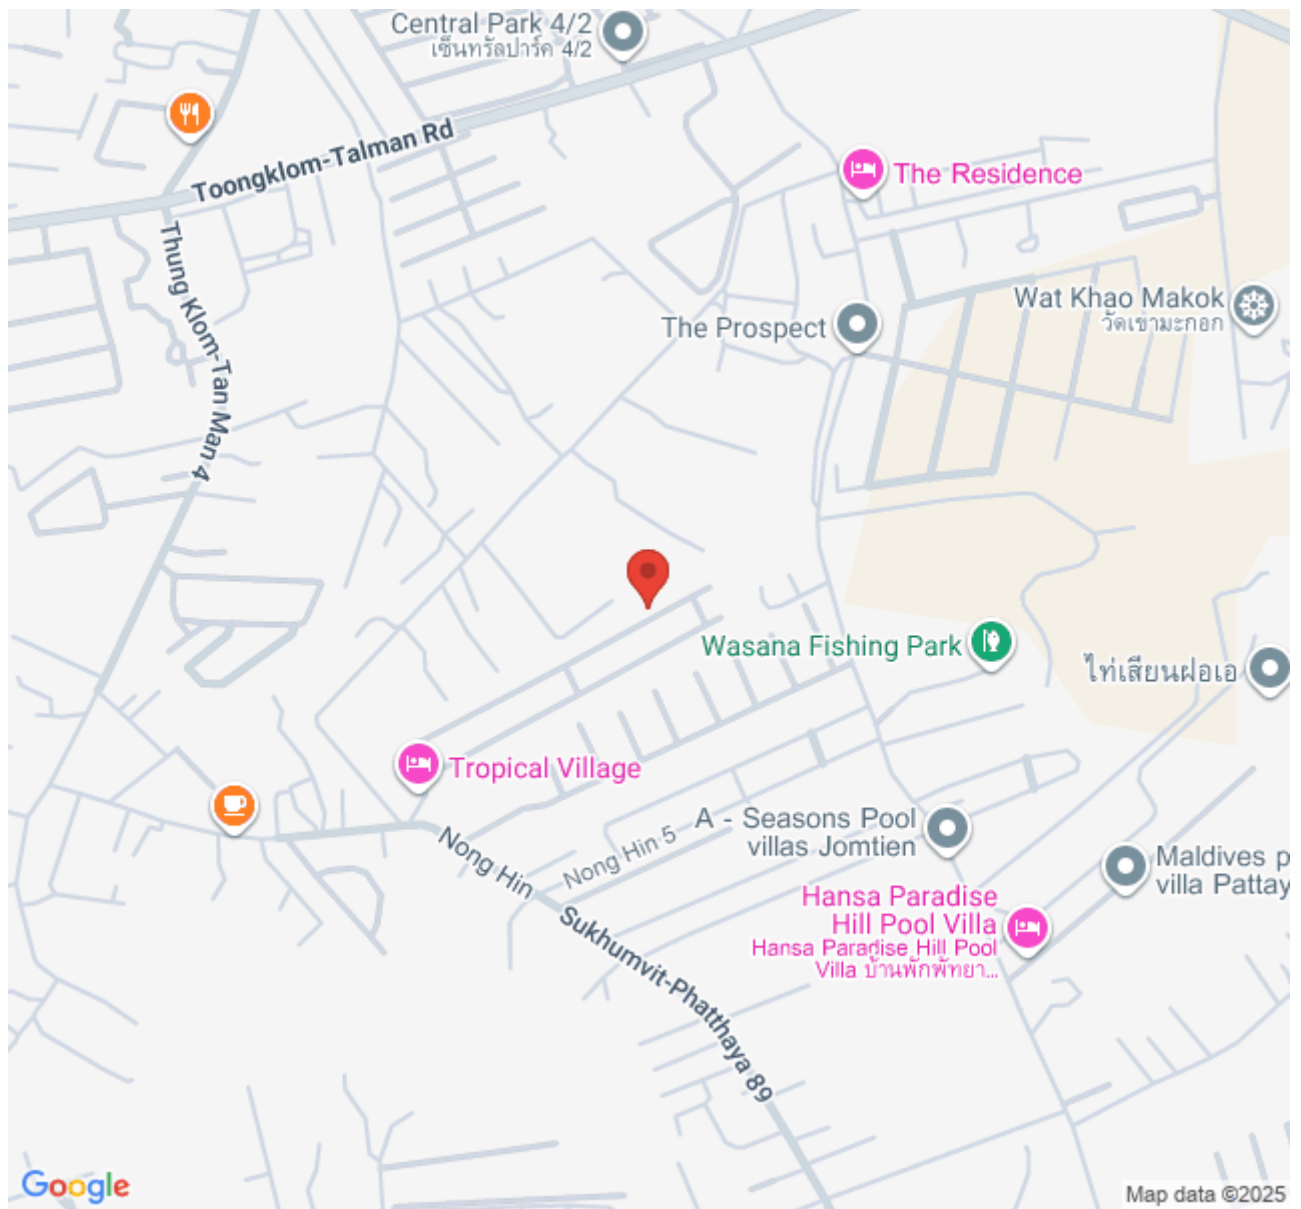 Central Park 4/2
เซ็นทรัลปาร์ค 4/2
Toongklom-Talman Rd
The Residence
Thung Klom-Tan Man 4
Wat Khao Makok
วัดเขามะกอก
The Prospect
Wasana Fishing Park
ไท่เสียนฝอเอ
Tropical Village
Nong Hin
Nong Hin 5
A - Seasons Pool
villas Jomtien
Maldives p
villa Pattay
Hansa Paradise
Hill Pool Villa
Hansa Paradise Hill Pool
Villa บ้านพักพัทยา...
Sukhumvit-Phatthaya 89
Google
Map data ©2025